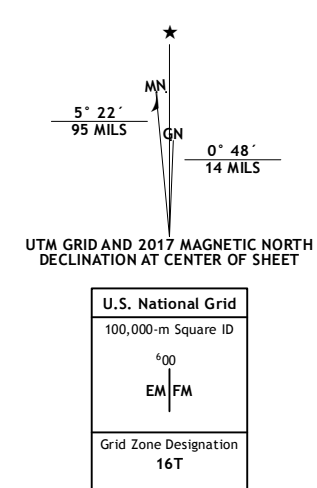 MN
5° 22´
95 MILS
GN
0° 48´
14 MILS
UTM GRID AND 2017 MAGNETIC NORTH
DECLINATION AT CENTER OF SHEET
U.S. National Grid
100,000-m Square ID
⁶00
EM FM
Grid Zone Designation
16T